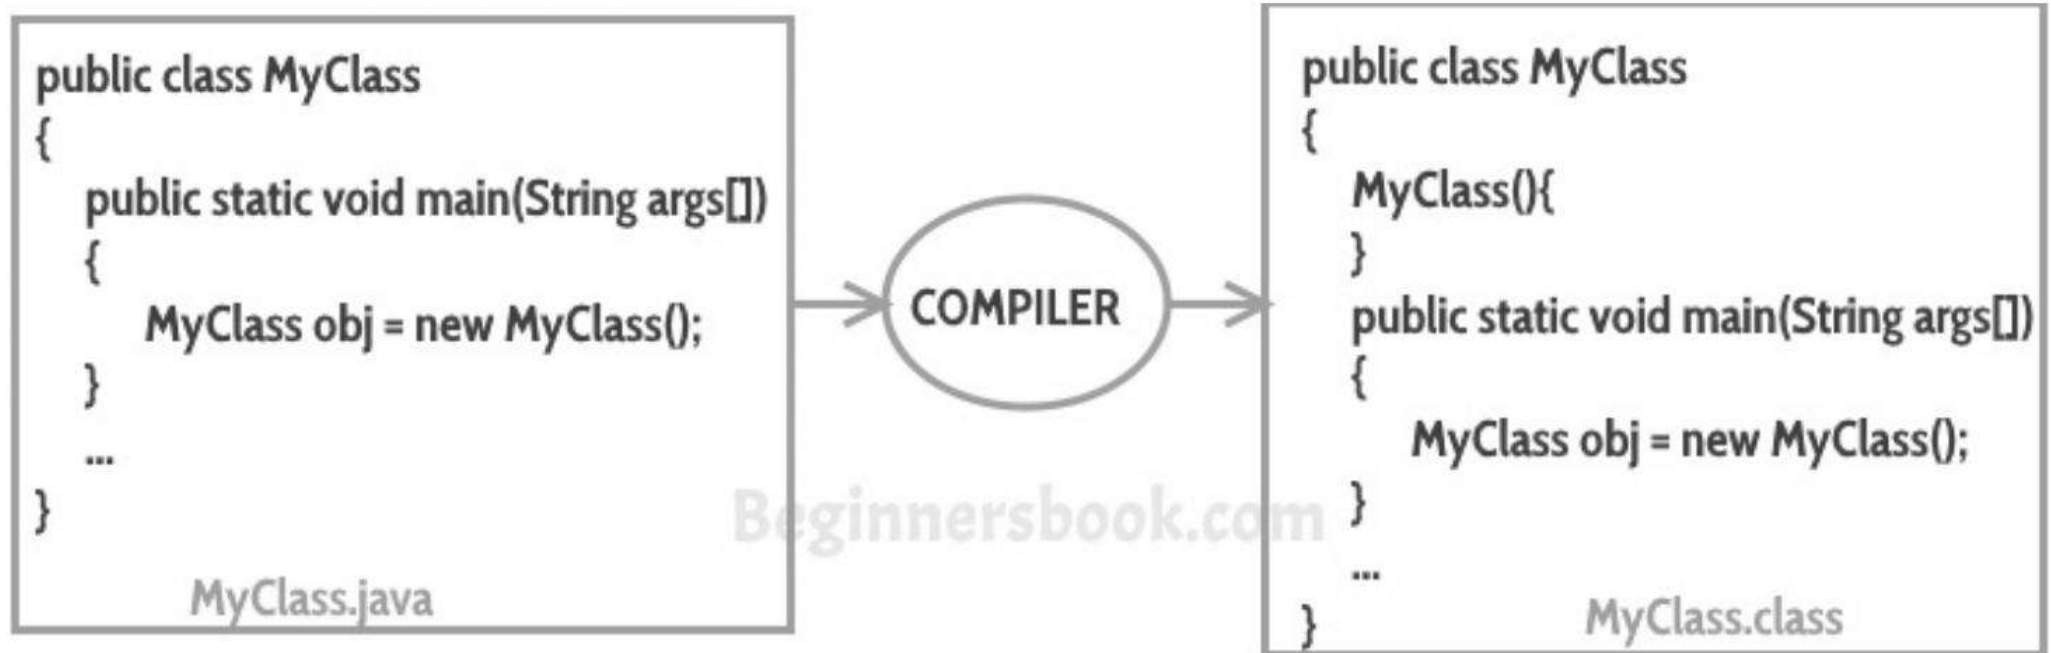 public class MyClass
{
public static void main(String args[])
{
MyClass obj = new MyClass();
}
...
}
MyClass.java
COMPILER
Beginnersbook.com
public class MyClass
{
MyClass(){
}
public static void main(String args[])
{
MyClass obj = new MyClass();
}
...
}
MyClass.class